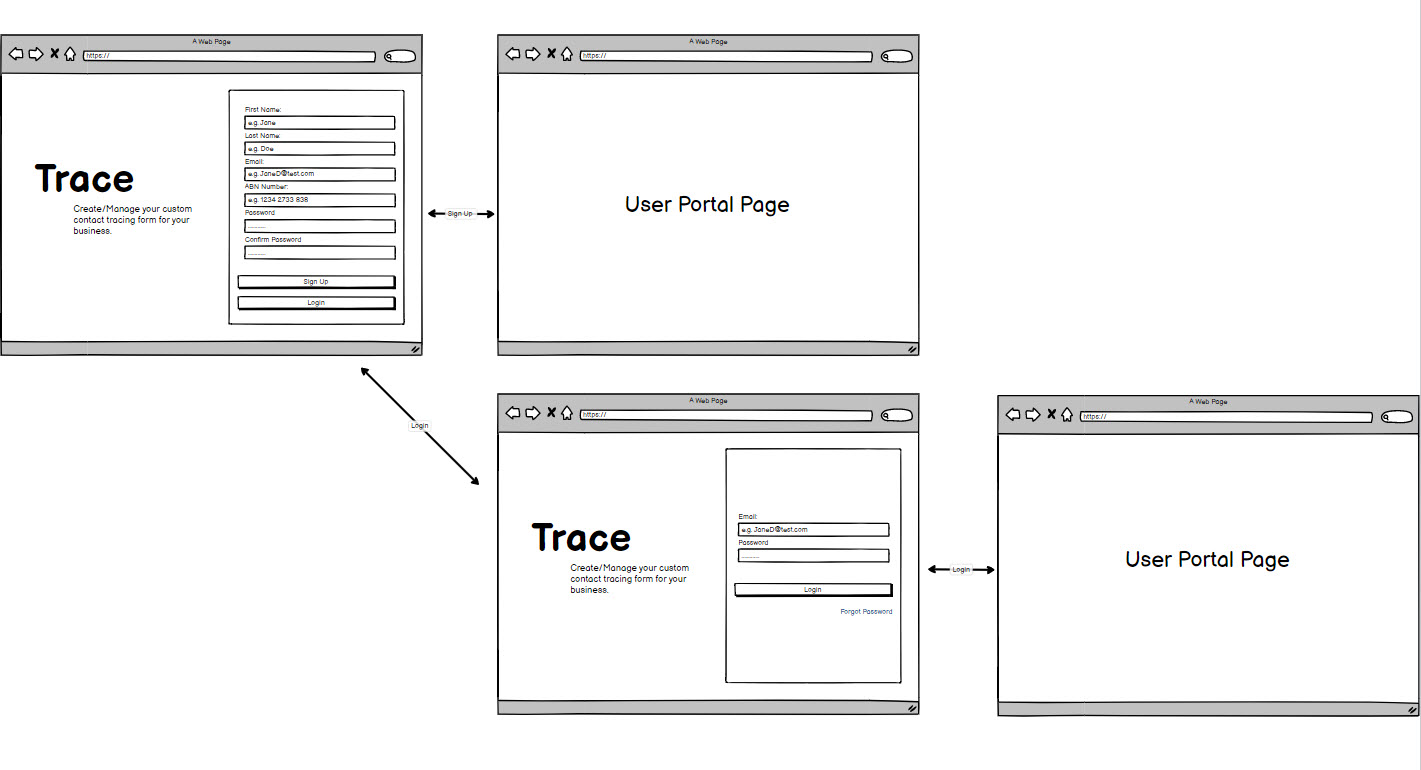 A Web Page
https://
Trace
Create/Manage your custom
contact tracing form for your
business.
First Name:
e.g. Jane
Last Name:
e.g. Doe
Email:
e.g. JaneD@test.com
ABN Number:
e.g. 1234 2733 838
Password
Confirm Password
Sign Up
Login
Sign Up
A Web Page
https://
User Portal Page
Login
A Web Page
https://
Trace
Create/Manage your custom
contact tracing form for your
business.
Email:
e.g. JaneD@test.com
Password
Login
Forgot Password
Login
A Web Page
https://
User Portal Page